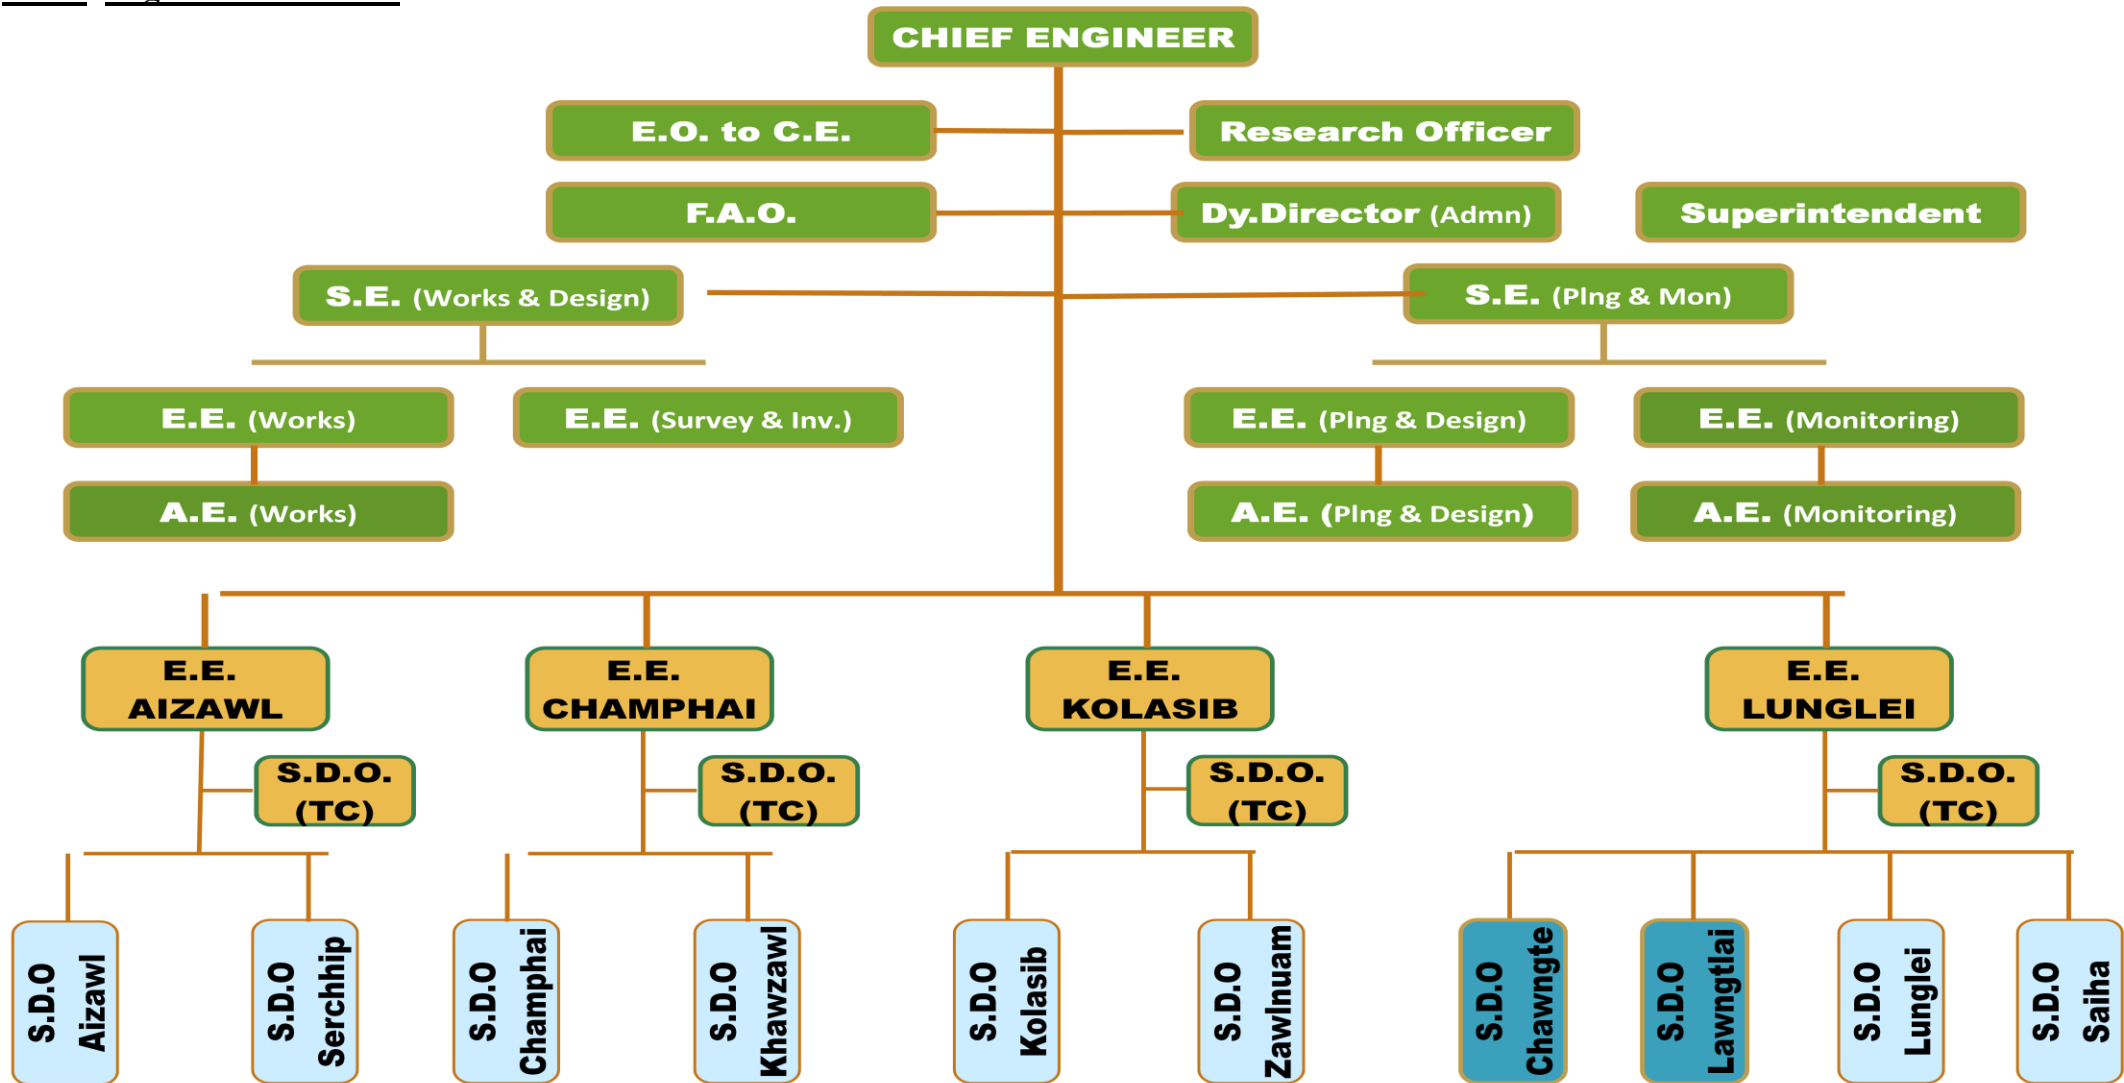 CHIEF ENGINEER
E.O. to C.E.
Research Officer
F.A.O.
Dy.Director (Admn)
Superintendent
S.E. (Works & Design)
S.E. (Plng & Mon)
E.E. (Works)
E.E. (Survey & Inv.)
E.E. (Plng & Design)
E.E. (Monitoring)
A.E. (Works)
A.E. (Plng & Design)
A.E. (Monitoring)
E.E.
AIZAWL
E.E.
CHAMPHAI
E.E.
KOLASIB
E.E.
LUNGLEI
S.D.O.
(TC)
S.D.O.
(TC)
S.D.O.
(TC)
S.D.O.
(TC)
S.D.O
Aizawl
S.D.O
Serchhip
S.D.O
Champhai
S.D.O
Khawzawl
S.D.O
Kolasib
S.D.O
Zawlnuam
S.D.O
Chawngte
S.D.O
Lawngtlai
S.D.O
Lunglei
S.D.O
Saiha